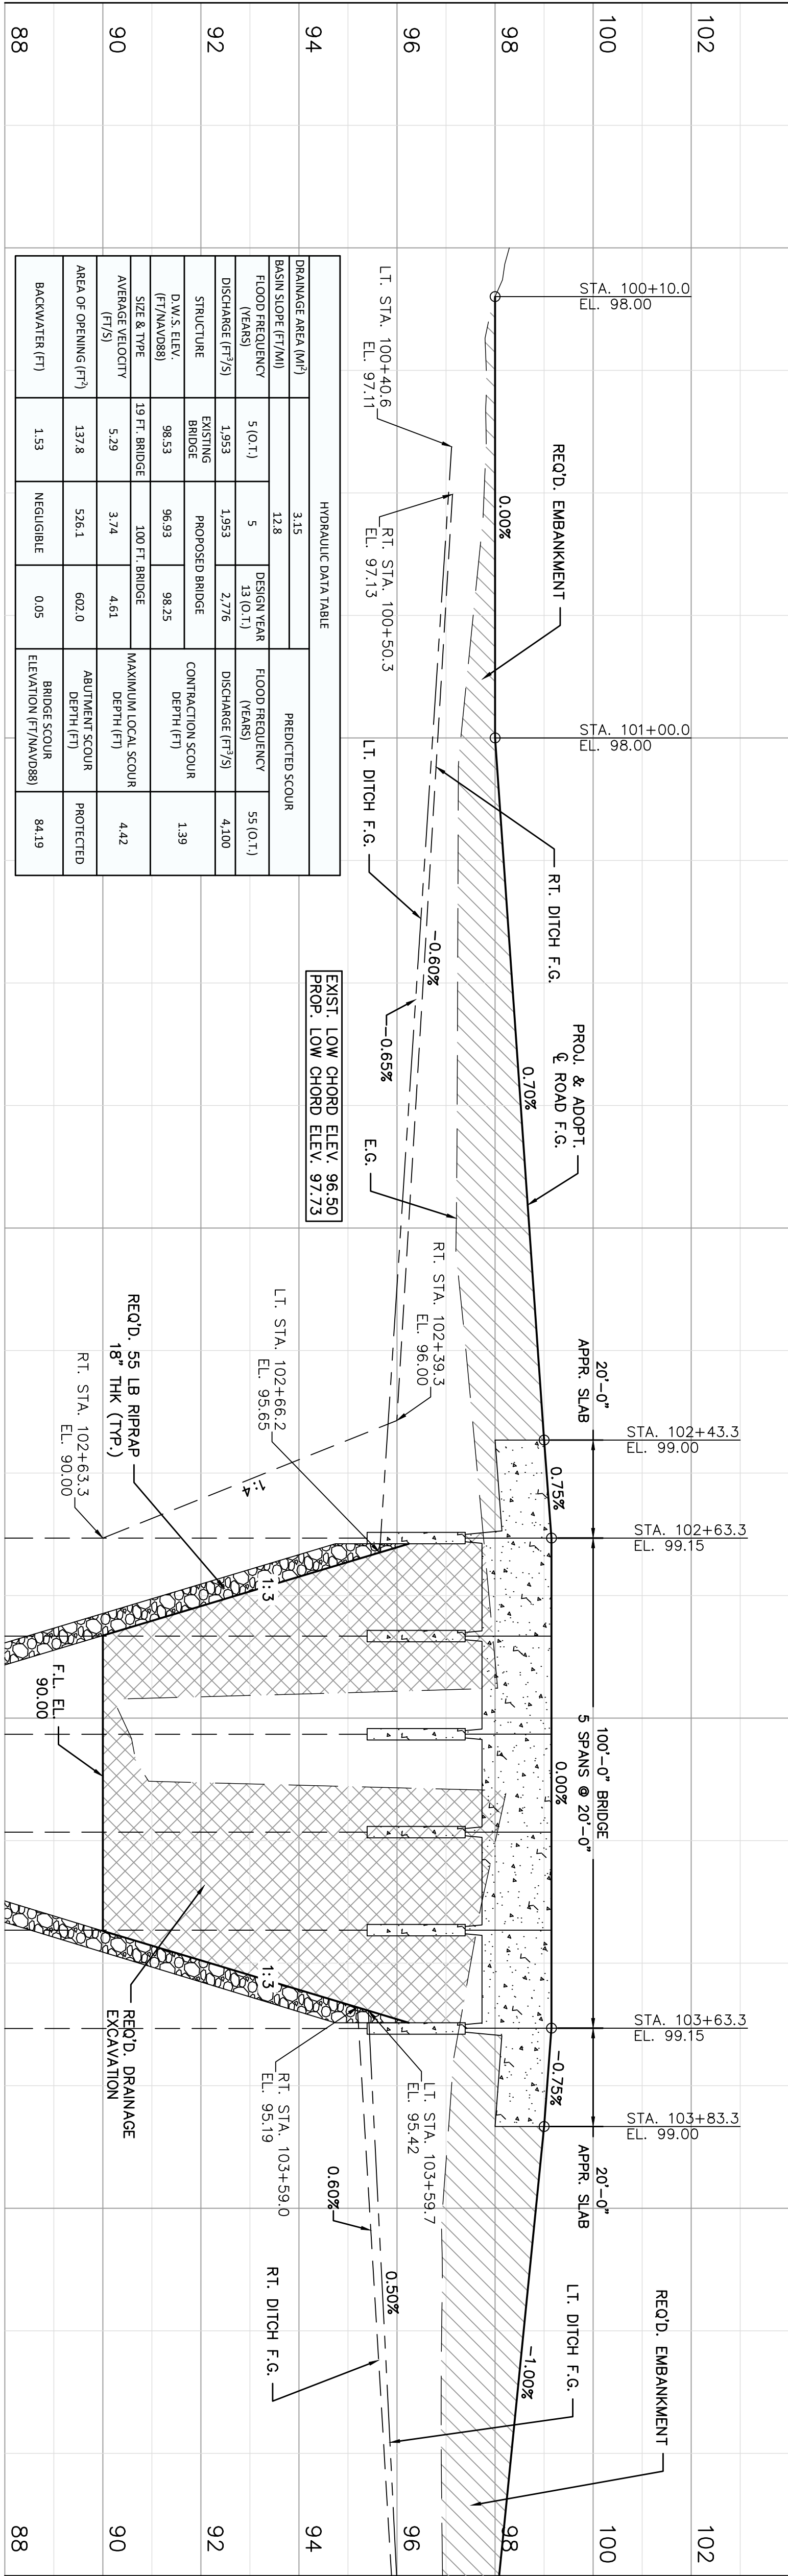 102
100
98
96
94
92
90
88
STA. 100+10.0
EL. 98.00
STA. 101+00.0
EL. 98.00
STA. 102+43.3
EL. 99.00
STA. 102+63.3
EL. 99.15
STA. 103+63.3
EL. 99.15
STA. 103+83.3
EL. 99.00
REQ'D. EMBANKMENT
0.00%
LT. STA. 100+40.6
EL. 97.11
RT. STA. 100+50.3
EL. 97.13
RT. DITCH F.G.
LT. DITCH F.G.
-0.60%
-0.65%
PROJ. & ADOPT.
℄ ROAD F.G.
0.70%
E.G.
EXIST. LOW CHORD ELEV. 96.50
PROP. LOW CHORD ELEV. 97.73
20'-0"
APPR. SLAB
0.75%
RT. STA. 102+39.3
EL. 96.00
LT. STA. 102+66.2
EL. 95.65
REQ'D. 55 LB RIPRAP
18" THK (TYP.)
RT. STA. 102+63.3
EL. 90.00
1:4
1:3
100'-0" BRIDGE
5 SPANS @ 20'-0"
0.00%
F.L. EL.
90.00
1:3
REQ'D. DRAINAGE
EXCAVATION
-0.75%
20'-0"
APPR. SLAB
LT. STA. 103+59.7
EL. 95.42
RT. STA. 103+59.0
EL. 95.19
0.60%
0.50%
RT. DITCH F.G.
LT. DITCH F.G.
-1.00%
REQ'D. EMBANKMENT
HYDRAULIC DATA TABLE
DRAINAGE AREA (MI²) 3.15 PREDICTED SCOUR
BASIN SLOPE (FT/MI) 12.8
FLOOD FREQUENCY (YEARS) 5 (O.T.) 5 DESIGN YEAR 13 (O.T.) FLOOD FREQUENCY (YEARS) 55 (O.T.)
DISCHARGE (FT³/S) 1,953 1,953 2,776 DISCHARGE (FT³/S) 4,100
STRUCTURE EXISTING BRIDGE PROPOSED BRIDGE CONTRACTION SCOUR DEPTH (FT) 1.39
D.W.S. ELEV. (FT/NAVD88) 98.53 96.93 98.25
SIZE & TYPE 19 FT. BRIDGE 100 FT. BRIDGE MAXIMUM LOCAL SCOUR DEPTH (FT) 4.42
AVERAGE VELOCITY (FT/S) 5.29 3.74 4.61
AREA OF OPENING (FT²) 137.8 526.1 602.0 ABUTMENT SCOUR DEPTH (FT) PROTECTED
BACKWATER (FT) 1.53 NEGLIGIBLE 0.05 BRIDGE SCOUR ELEVATION (FT/NAVD88) 84.19
102
100
98
96
94
92
90
88